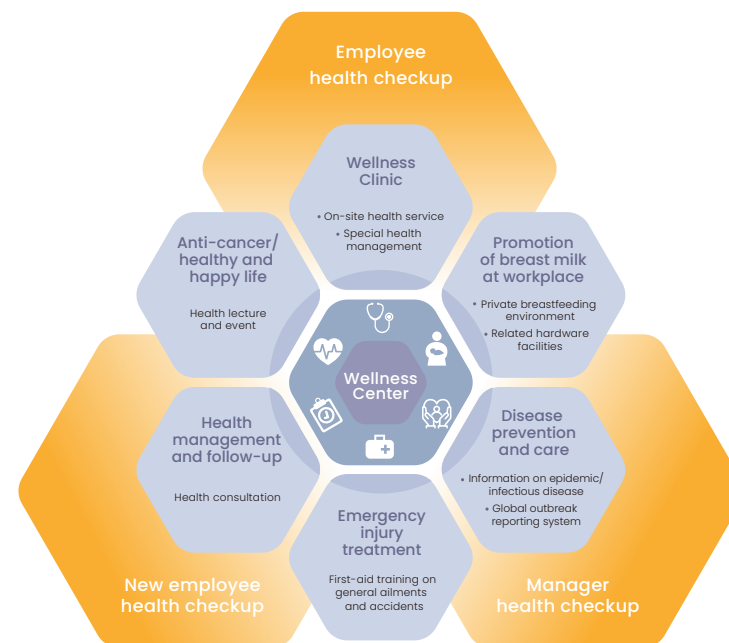 Employee
health checkup
Wellness
Clinic
• On-site health service
• Special health
management
Anti-cancer/
healthy and
happy life
Health lecture
and event
Promotion
of breast milk
at workplace
• Private breastfeeding
environment
• Related hardware
facilities
Wellness
Center
Health
management
and follow-up
Health consultation
Disease
prevention
and care
• Information on epidemic/
infectious disease
• Global outbreak
reporting system
Emergency
injury
treatment
First-aid training on
general ailments
and accidents
New employee
health checkup
Manager
health checkup